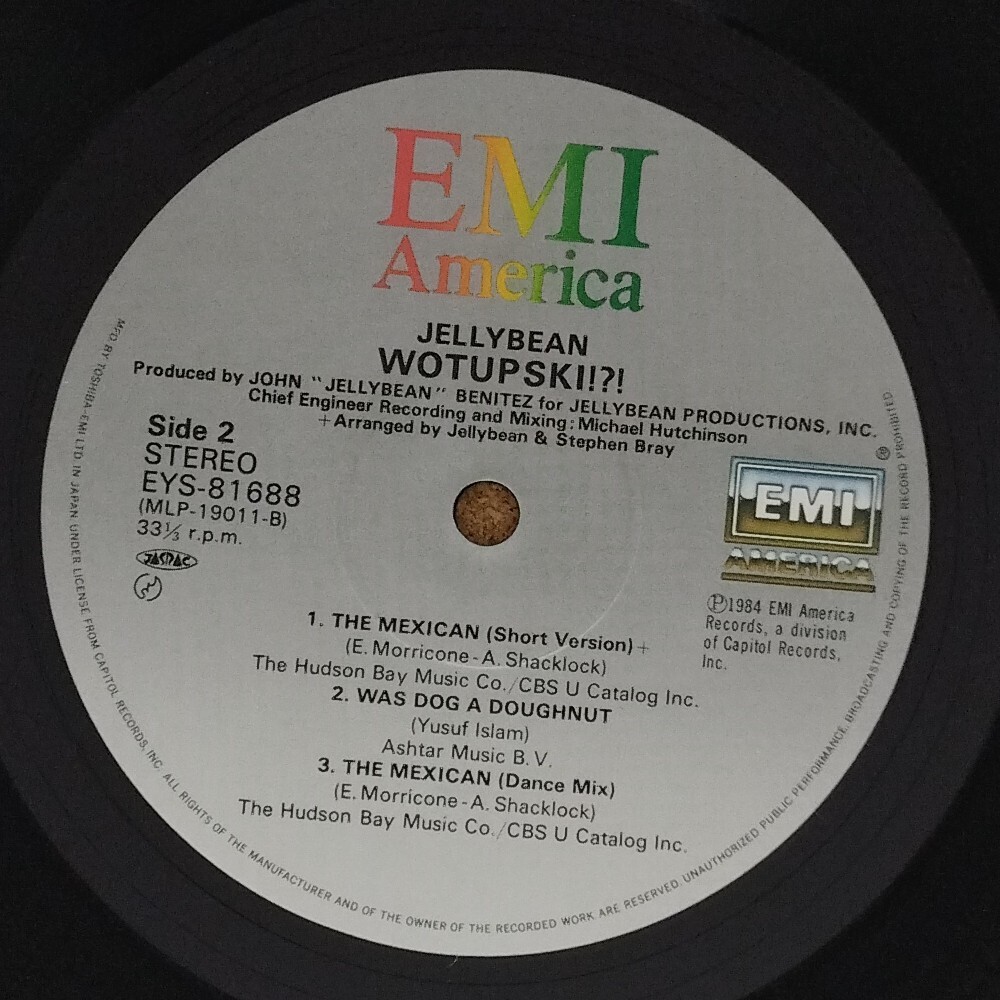 EMI
America
JELLYBEAN
WOTUPSKI!?!
Produced by JOHN "JELLYBEAN" BENITEZ for JELLYBEAN PRODUCTIONS, INC.
Chief Engineer Recording and Mixing: Michael Hutchinson
+Arranged by Jellybean & Stephen Bray
Side 2
STEREO
EYS-81688
(MLP-19011-B)
33⅓ r.p.m.
JASRAC
EMI
AMERICA
Ⓟ1984 EMI America
Records, a division
of Capitol Records,
Inc.
1. THE MEXICAN (Short Version)+
(E. Morricone-A. Shacklock)
The Hudson Bay Music Co./CBS U Catalog Inc.
2. WAS DOG A DOUGHNUT
(Yusuf Islam)
Ashtar Music B.V.
3. THE MEXICAN (Dance Mix)
(E. Morricone-A. Shacklock)
The Hudson Bay Music Co./CBS U Catalog Inc.
MFD. BY TOSHIBA-EMI LTD. IN JAPAN UNDER LICENSE FROM CAPITOL RECORDS, INC. ALL RIGHTS OF THE MANUFACTURER AND OF THE OWNER OF THE RECORDED WORK ARE RESERVED. UNAUTHORIZED PUBLIC PERFORMANCE, BROADCASTING AND COPYING OF THE RECORD PROHIBITED
®